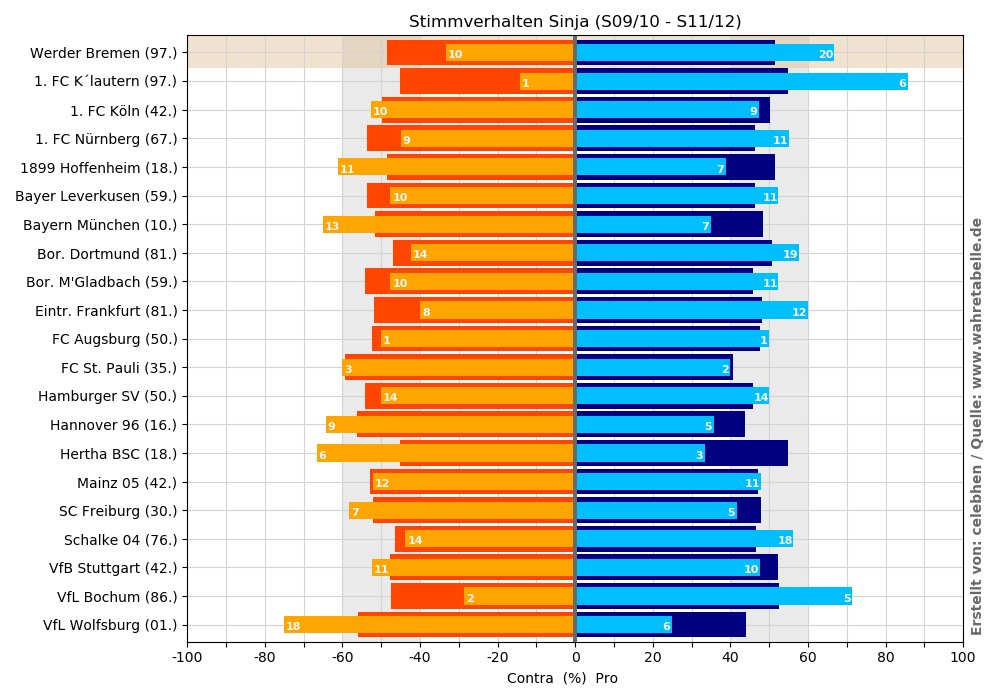 Stimmverhalten Sinja (S09/10 - S11/12)
Werder Bremen (97.) 10 20
1. FC K´lautern (97.) 1 6
1. FC Köln (42.) 10 9
1. FC Nürnberg (67.) 9 11
1899 Hoffenheim (18.) 11 7
Bayer Leverkusen (59.) 10 11
Bayern München (10.) 13 7
Bor. Dortmund (81.) 14 19
Bor. M'Gladbach (59.) 10 11
Eintr. Frankfurt (81.) 8 12
FC Augsburg (50.) 1 1
FC St. Pauli (35.) 3 2
Hamburger SV (50.) 14 14
Hannover 96 (16.) 9 5
Hertha BSC (18.) 6 3
Mainz 05 (42.) 12 11
SC Freiburg (30.) 7 5
Schalke 04 (76.) 14 18
VfB Stuttgart (42.) 11 10
VfL Bochum (86.) 2 5
VfL Wolfsburg (01.) 18 6
-100 -80 -60 -40 -20 0 20 40 60 80 100
Contra (%) Pro
Erstellt von: celebhen / Quelle: www.wahretabelle.de